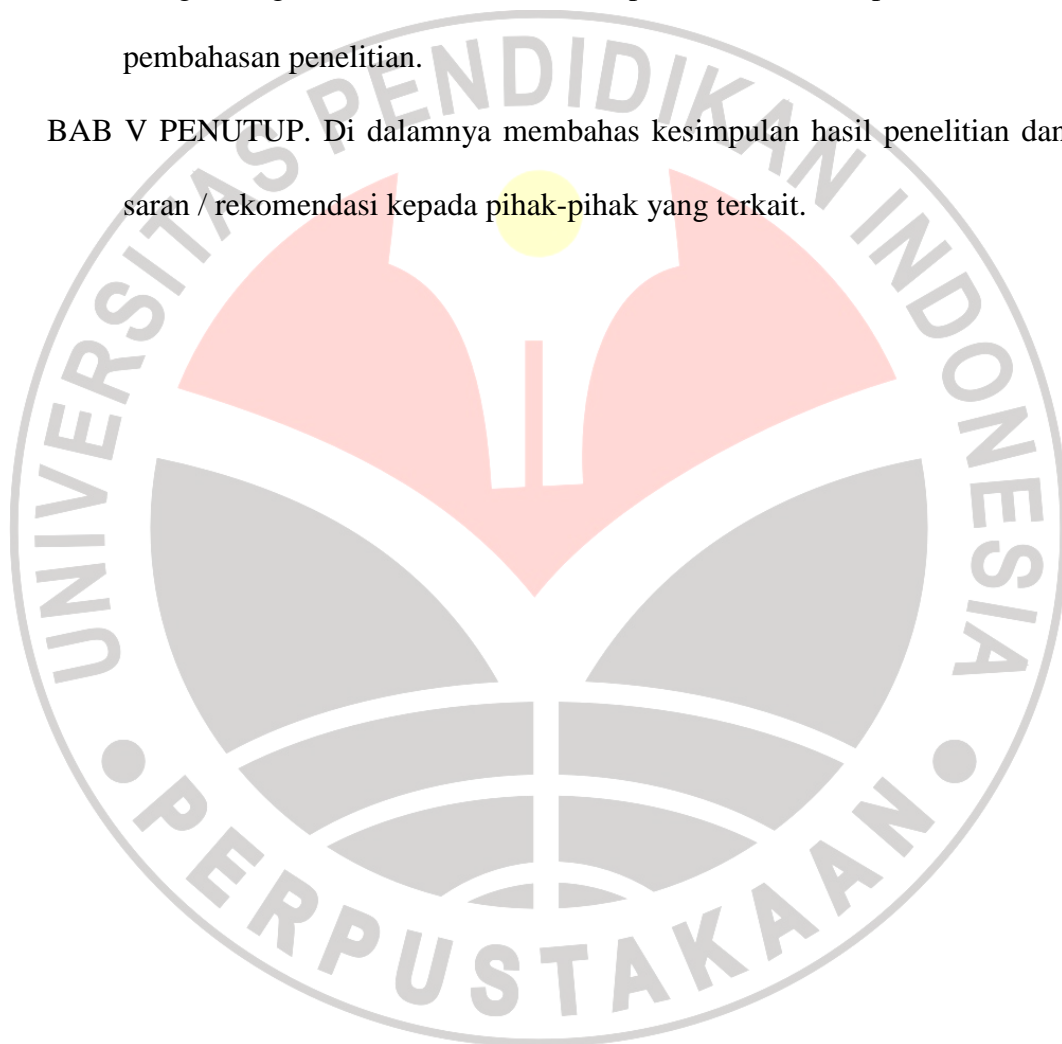 pembahasan penelitian.
BAB V PENUTUP. Di dalamnya membahas kesimpulan hasil penelitian dan
saran / rekomendasi kepada pihak-pihak yang terkait.
UNIVERSITAS PENDIDIKAN INDONESIA
PERPUSTAKAAN